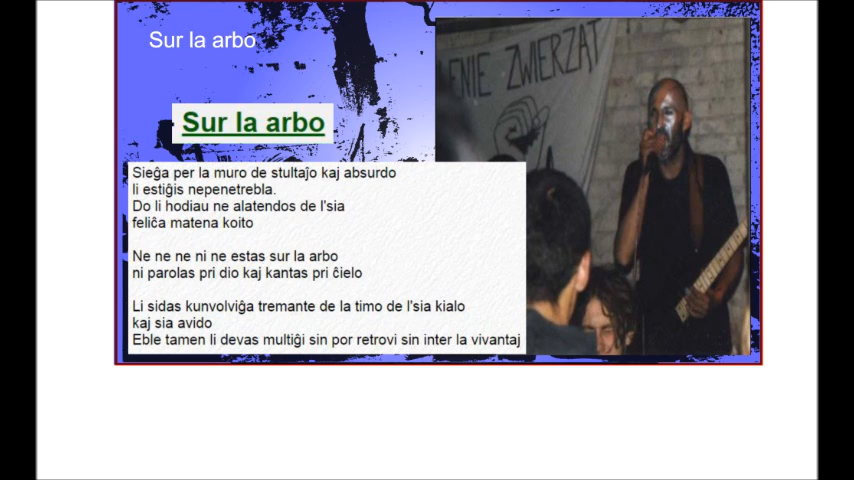 Sur la arbo
LENIE ZWIERZĄT
Sur la arbo
Sieĝa per la muro de stultaĵo kaj absurdo
li estiĝis nepenetrebla.
Do li hodiau ne alatendos de l'sia
feliĉa matena koito
Ne ne ne ni ne estas sur la arbo
ni parolas pri dio kaj kantas pri ĉielo
Li sidas kunvolviĝa tremante de la timo de l'sia kialo
kaj sia avido
Eble tamen li devas multiĝi sin por retrovi sin inter la vivantaj